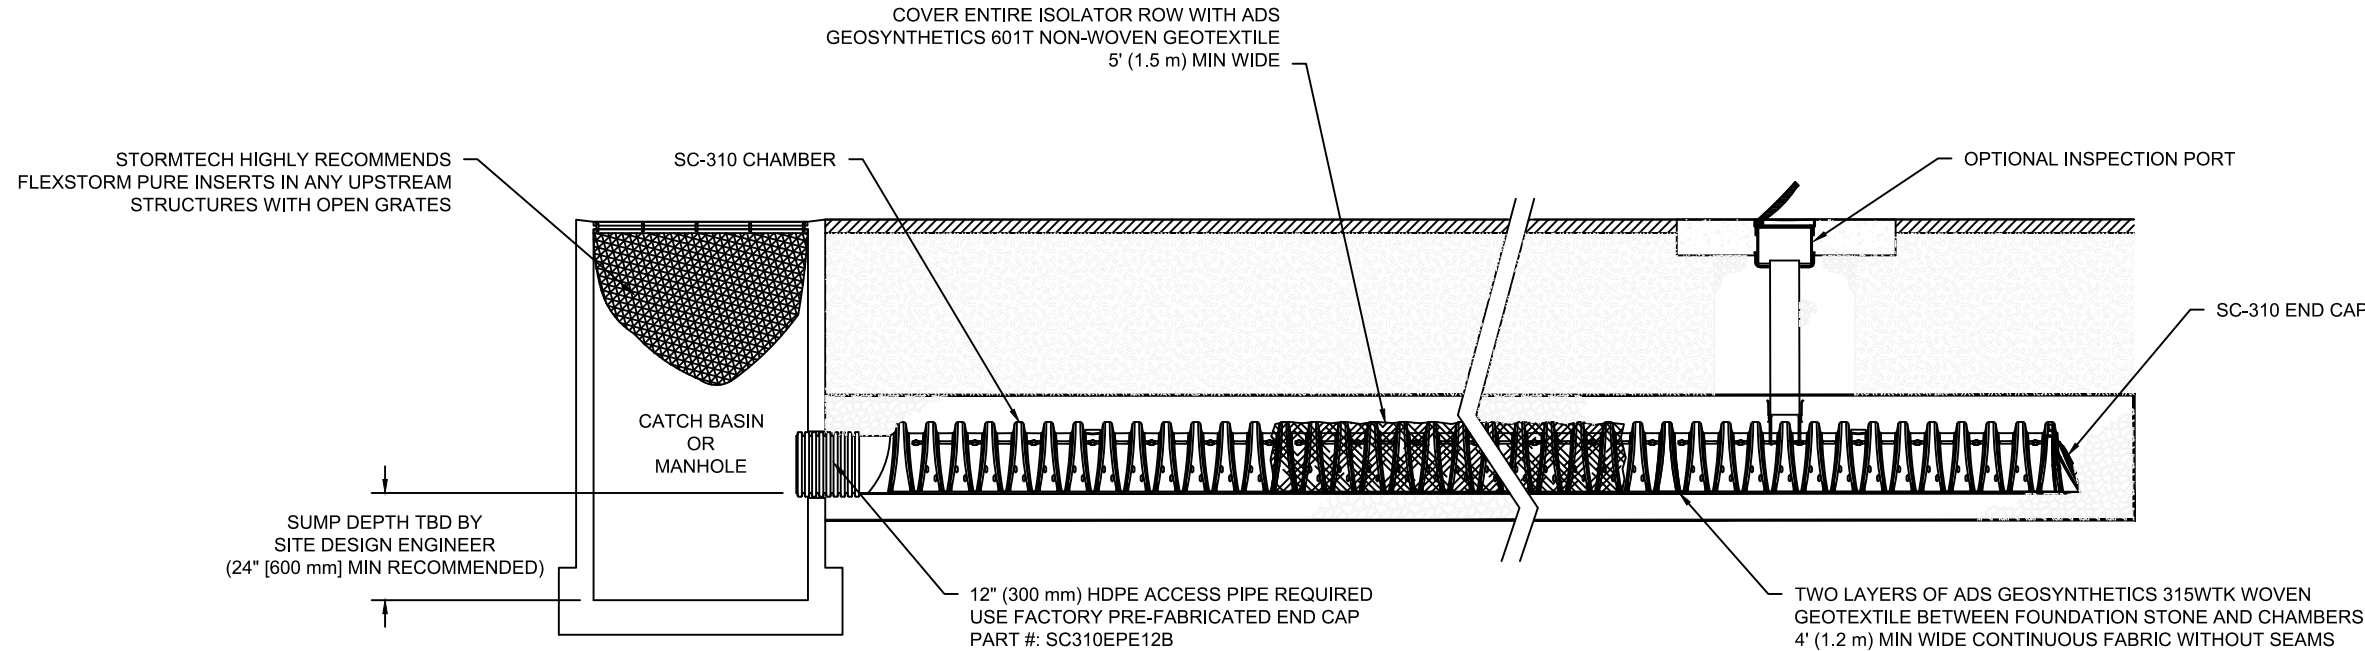 COVER ENTIRE ISOLATOR ROW WITH ADS
GEOSYNTHETICS 601T NON-WOVEN GEOTEXTILE
5' (1.5 m) MIN WIDE
STORMTECH HIGHLY RECOMMENDS
FLEXSTORM PURE INSERTS IN ANY UPSTREAM
STRUCTURES WITH OPEN GRATES
SC-310 CHAMBER
OPTIONAL INSPECTION PORT
SC-310 END CAP
CATCH BASIN
OR
MANHOLE
SUMP DEPTH TBD BY
SITE DESIGN ENGINEER
(24" [600 mm] MIN RECOMMENDED)
12" (300 mm) HDPE ACCESS PIPE REQUIRED
USE FACTORY PRE-FABRICATED END CAP
PART #: SC310EPE12B
TWO LAYERS OF ADS GEOSYNTHETICS 315WTK WOVEN
GEOTEXTILE BETWEEN FOUNDATION STONE AND CHAMBERS
4' (1.2 m) MIN WIDE CONTINUOUS FABRIC WITHOUT SEAMS